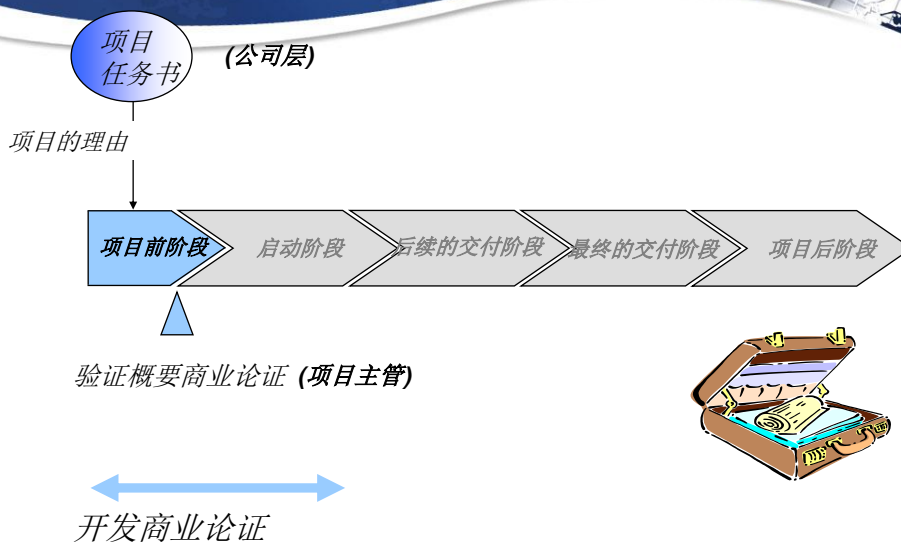 项目
任务书
(公司层)
项目的理由
项目前阶段
启动阶段
后续的交付阶段
最终的交付阶段
项目后阶段
验证概要商业论证 (项目主管)
开发商业论证